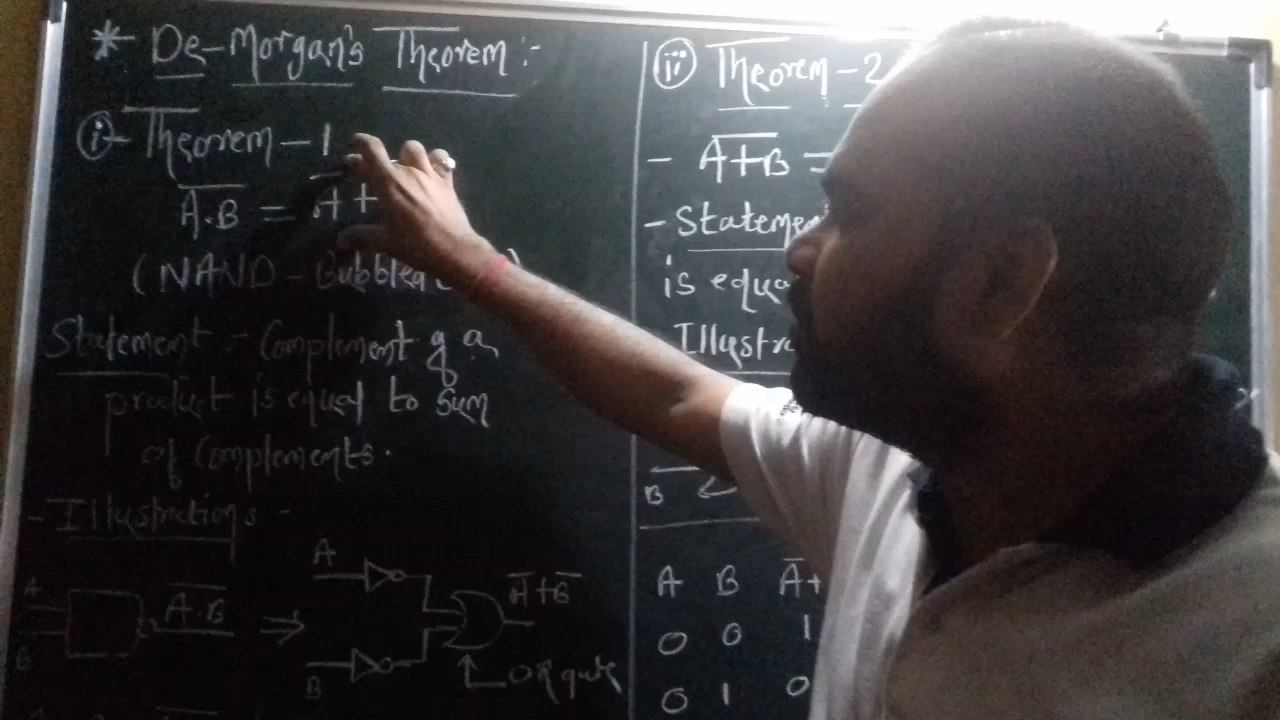 * De-Morgan's Theorem :-
i - Theorem - 1
A̅.̅B̅ = A̅ +
(NAND - Bubbled
Statement :- Complement of a
product is equal to Sum
of Complements.
- Illustrations -
A
B
A̅.̅B̅ ⇒
A
B
A̅+B̅
OR gate
ii Theorem - 2
- A̅+̅B̅ =
- Statement
is equal
Illustra
B
A B A̅+
0 0 1
0 1 0